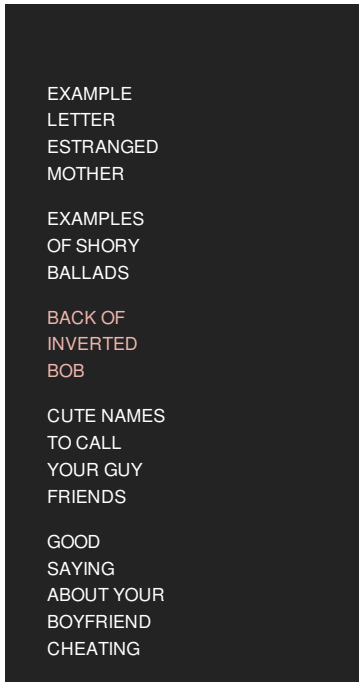 EXAMPLE
LETTER
ESTRANGED
MOTHER
EXAMPLES
OF SHORY
BALLADS
BACK OF
INVERTED
BOB
CUTE NAMES
TO CALL
YOUR GUY
FRIENDS
GOOD
SAYING
ABOUT YOUR
BOYFRIEND
CHEATING